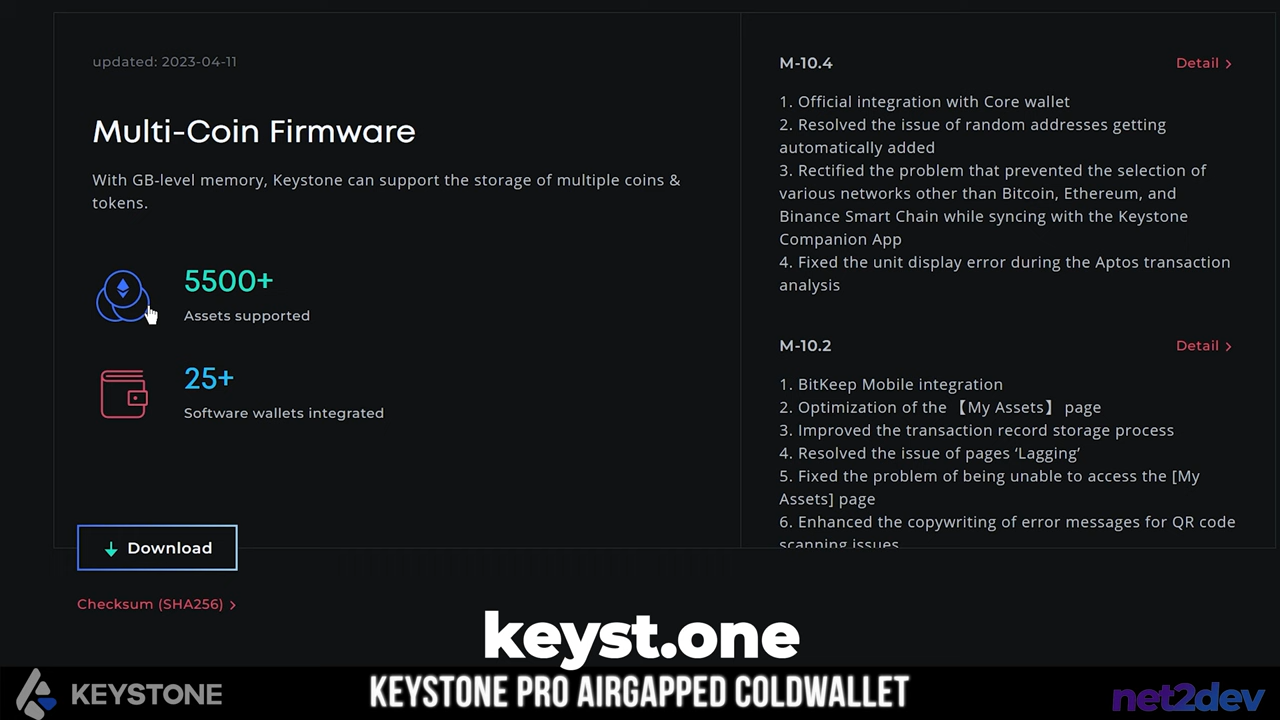 updated: 2023-04-11
Multi-Coin Firmware
With GB-level memory, Keystone can support the storage of multiple coins &
tokens.
5500+
Assets supported
25+
Software wallets integrated
Download
Checksum (SHA256) >
M-10.4
Detail >
1. Official integration with Core wallet
2. Resolved the issue of random addresses getting
automatically added
3. Rectified the problem that prevented the selection of
various networks other than Bitcoin, Ethereum, and
Binance Smart Chain while syncing with the Keystone
Companion App
4. Fixed the unit display error during the Aptos transaction
analysis
M-10.2
Detail >
1. BitKeep Mobile integration
2. Optimization of the 【My Assets】 page
3. Improved the transaction record storage process
4. Resolved the issue of pages ‘Lagging’
5. Fixed the problem of being unable to access the [My
Assets] page
6. Enhanced the copywriting of error messages for QR code
scanning issues
keyst.one
KEYSTONE PRO AIRGAPPED COLDWALLET
KEYSTONE
net2dev